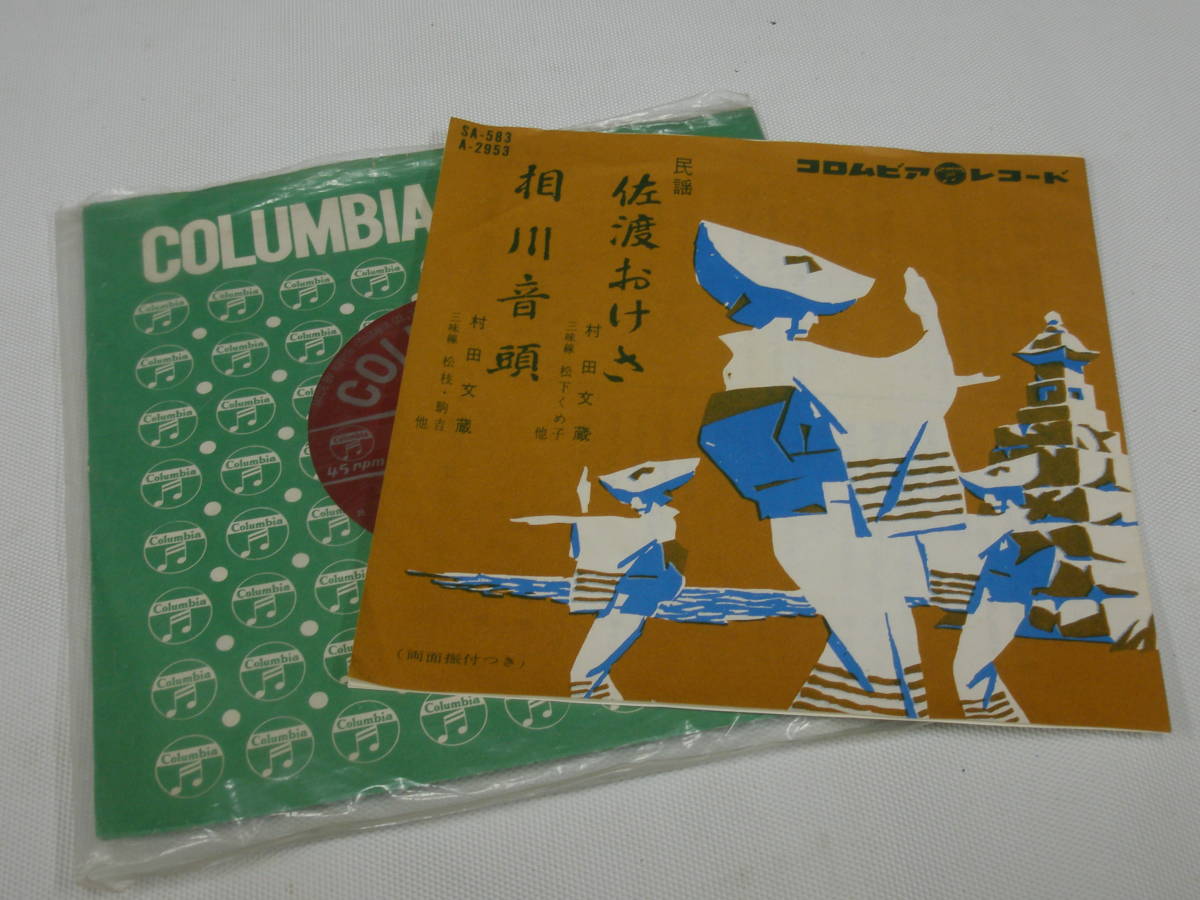 SA-583
A-2953
コロムビア レコード
民謡
佐渡おけさ
村田文蔵
三味線 松下くめ子 他
相川音頭
村田文蔵
三味線 松枝・駒吉 他
(両面振付つき)
COLUMBIA
Columbia
45 rpm